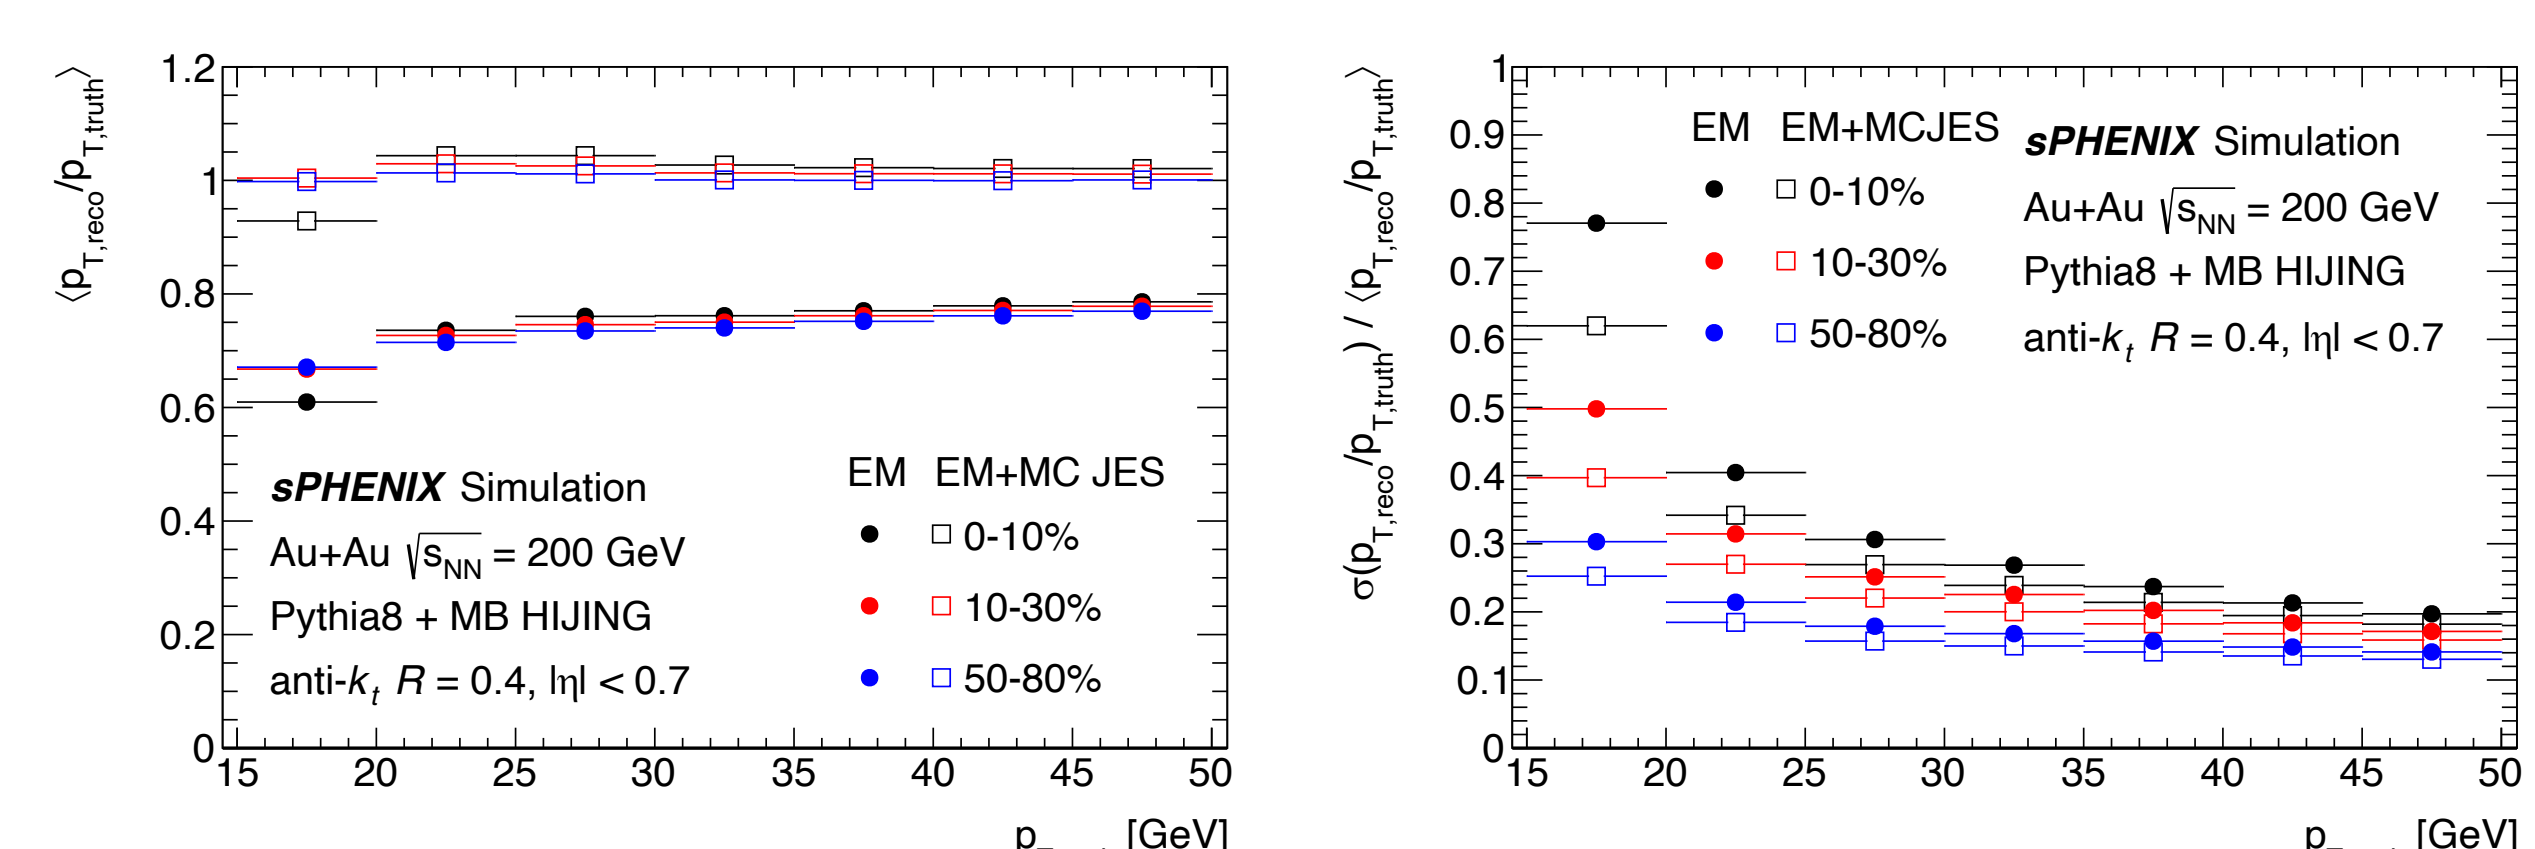 ⟨p_T,reco/p_T,truth⟩
1.2
1
0.8
0.6
0.4
0.2
0
15 20 25 30 35 40 45 50
sPHENIX Simulation
Au+Au √s_NN = 200 GeV
Pythia8 + MB HIJING
anti-k_t R = 0.4, |η| < 0.7
EM EM+MC JES
0-10%
10-30%
50-80%
[GeV]
σ(p_T,reco/p_T,truth) / ⟨p_T,reco/p_T,truth⟩
1
0.9
0.8
0.7
0.6
0.5
0.4
0.3
0.2
0.1
0
15 20 25 30 35 40 45 50
EM EM+MCJES
0-10%
10-30%
50-80%
sPHENIX Simulation
Au+Au √s_NN = 200 GeV
Pythia8 + MB HIJING
anti-k_t R = 0.4, |η| < 0.7
[GeV]